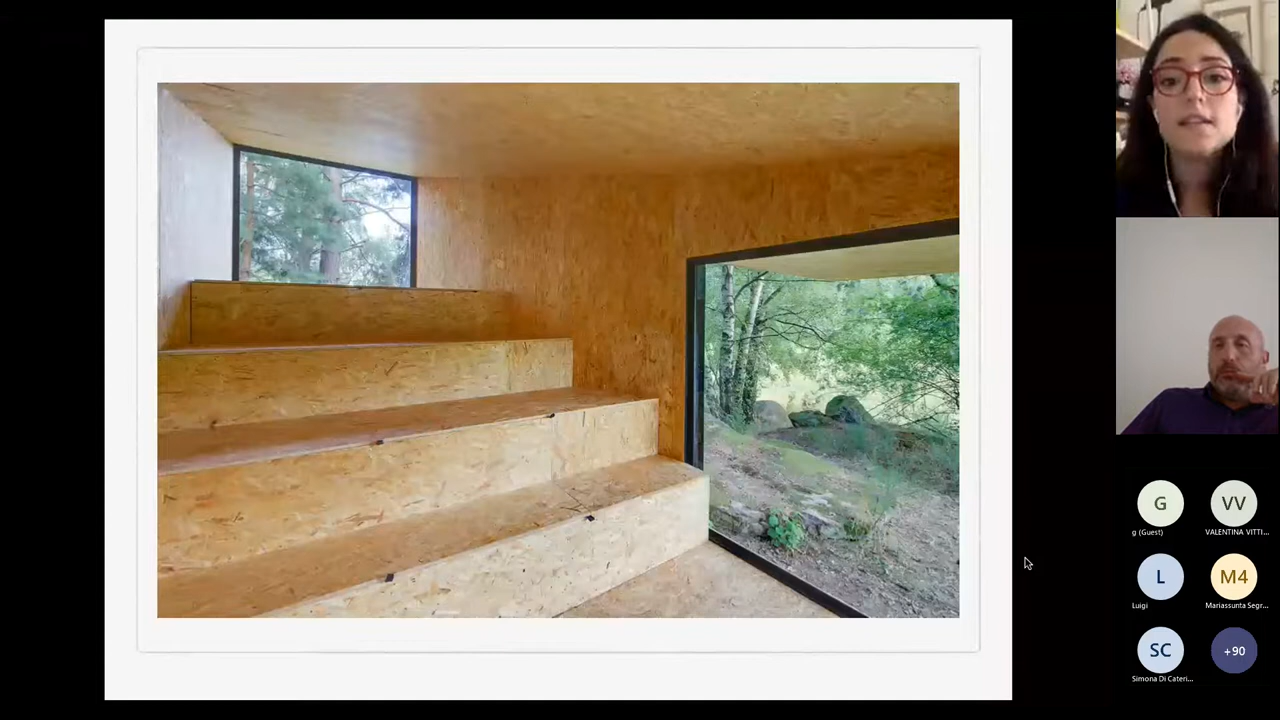 G
VV
g (Guest)
VALENTINA VITTI...
L
M4
Luigi
Mariassunta Segr...
SC
+90
Simona Di Cateri...